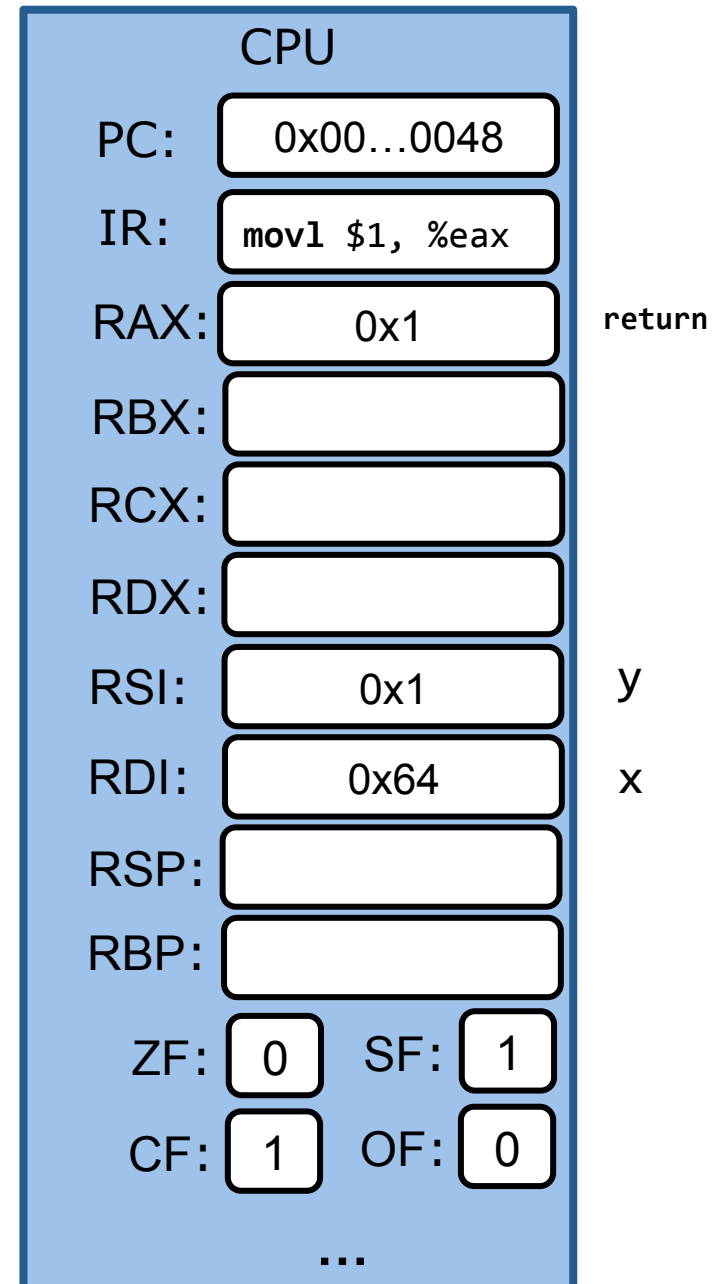 CPU
PC: 0x00...0048
IR: movl $1, %eax
RAX: 0x1 return
RBX:
RCX:
RDX:
RSI: 0x1 y
RDI: 0x64 x
RSP:
RBP:
ZF: 0 SF: 1
CF: 1 OF: 0
...